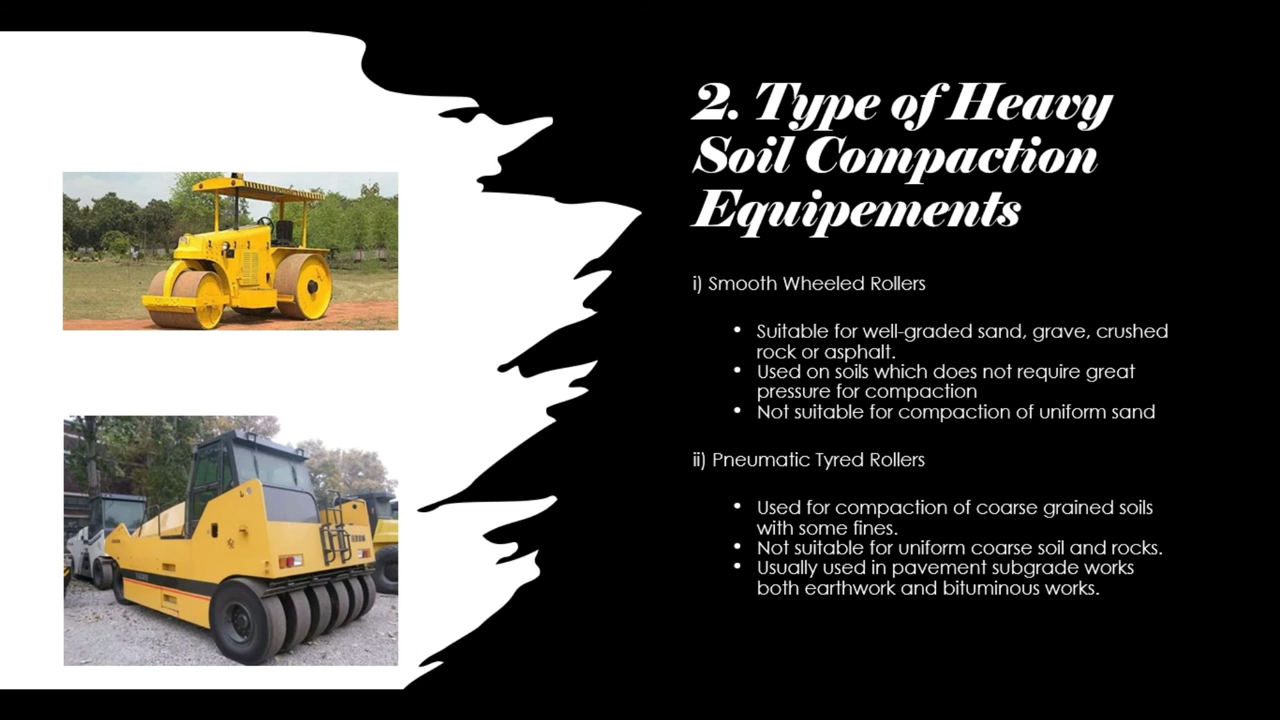 2. Type of Heavy
Soil Compaction
Equipements
i) Smooth Wheeled Rollers
• Suitable for well-graded sand, grave, crushed
rock or asphalt.
• Used on soils which does not require great
pressure for compaction
• Not suitable for compaction of uniform sand
ii) Pneumatic Tyred Rollers
• Used for compaction of coarse grained soils
with some fines.
• Not suitable for uniform coarse soil and rocks.
• Usually used in pavement subgrade works
both earthwork and bituminous works.